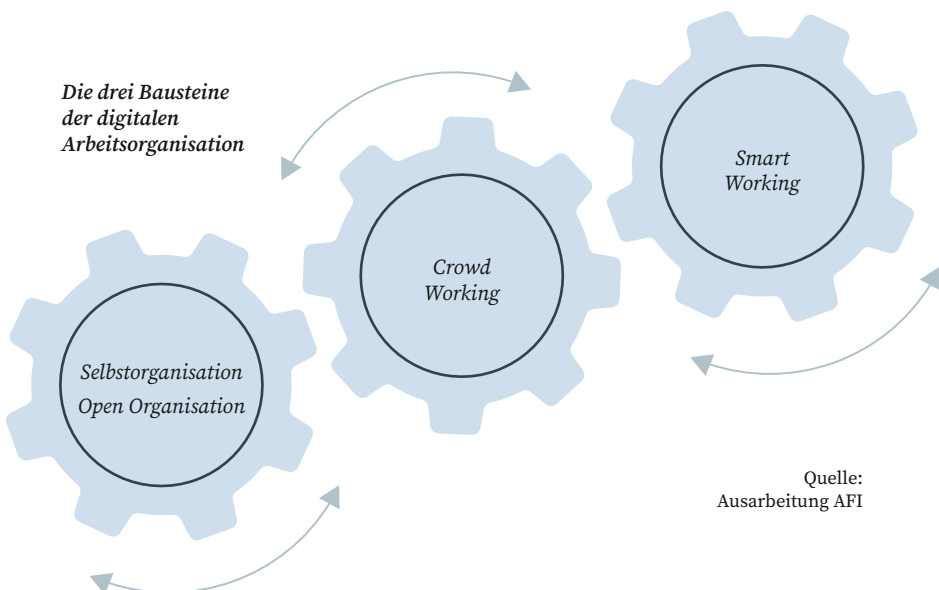 Die drei Bausteine
der digitalen
Arbeitsorganisation
Smart
Working
Crowd
Working
Selbstorganisation
Open Organisation
Quelle:
Ausarbeitung AFI